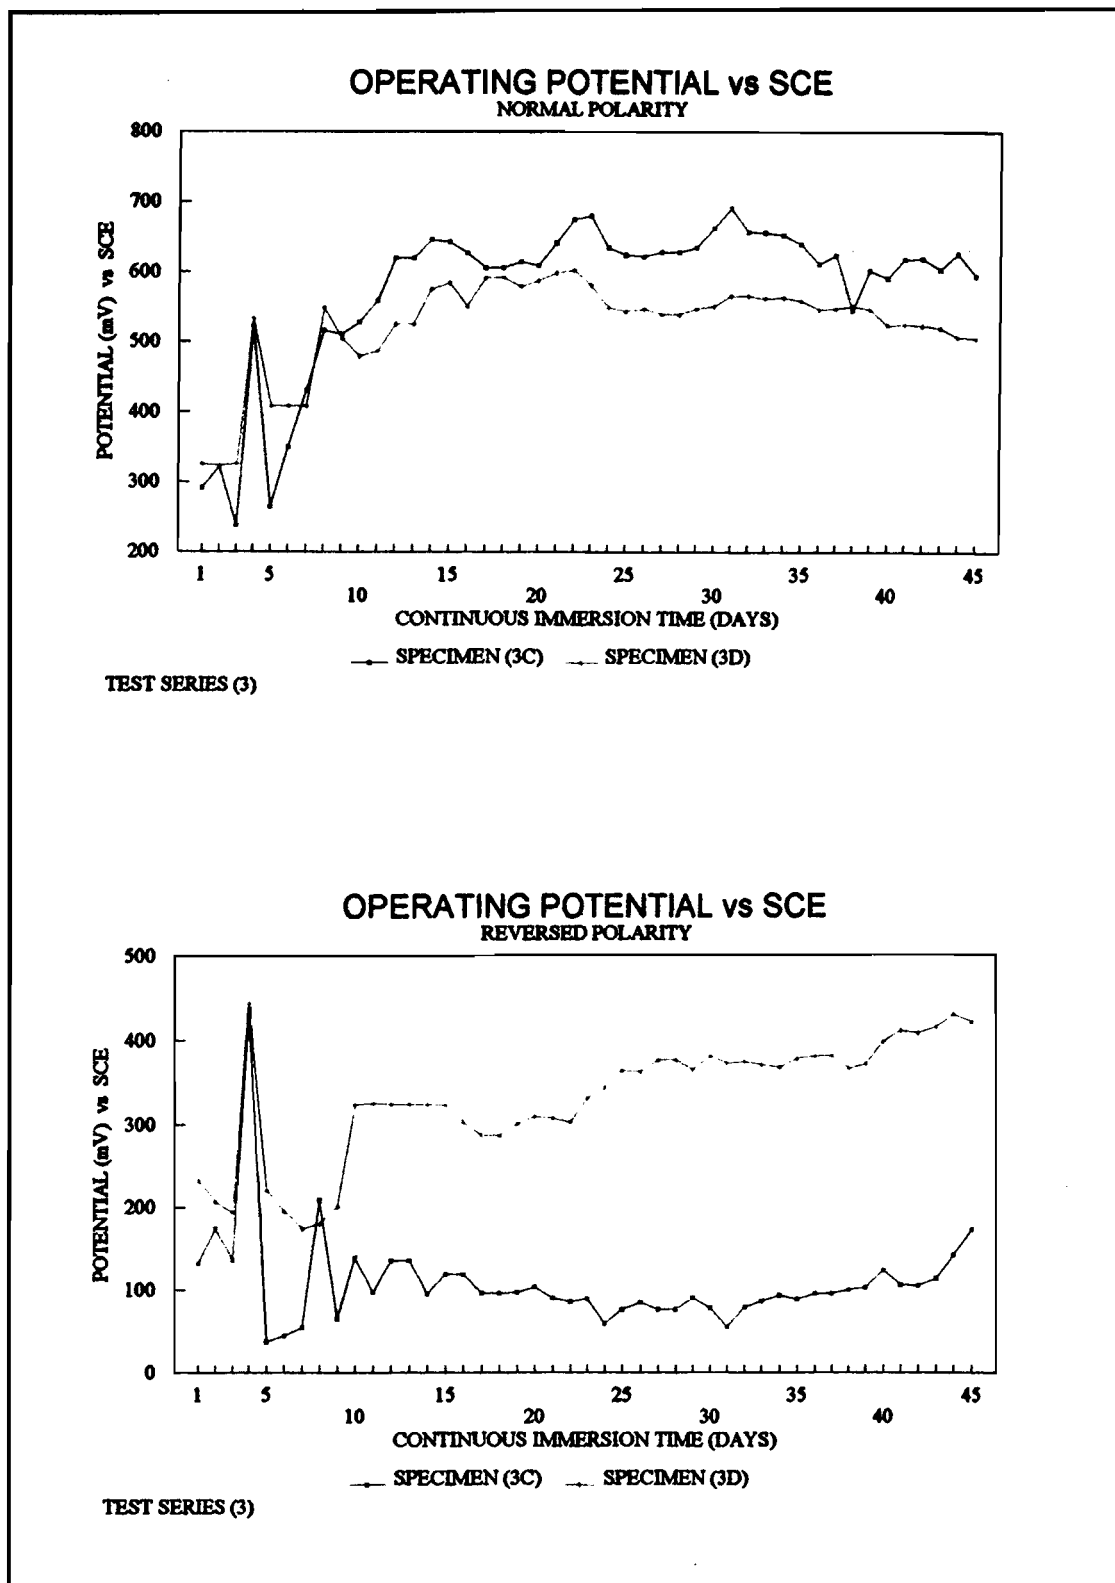 OPERATING POTENTIAL vs SCE
NORMAL POLARITY
800
700
600
500
400
300
200
POTENTIAL (mV) vs SCE
1 5 15 25 35 45
10 20 30 40
CONTINUOUS IMMERSION TIME (DAYS)
SPECIMEN (3C) SPECIMEN (3D)
TEST SERIES (3)
OPERATING POTENTIAL vs SCE
REVERSED POLARITY
500
400
300
200
100
0
POTENTIAL (mV) vs SCE
1 5 15 25 35 45
10 20 30 40
CONTINUOUS IMMERSION TIME (DAYS)
SPECIMEN (3C) SPECIMEN (3D)
TEST SERIES (3)